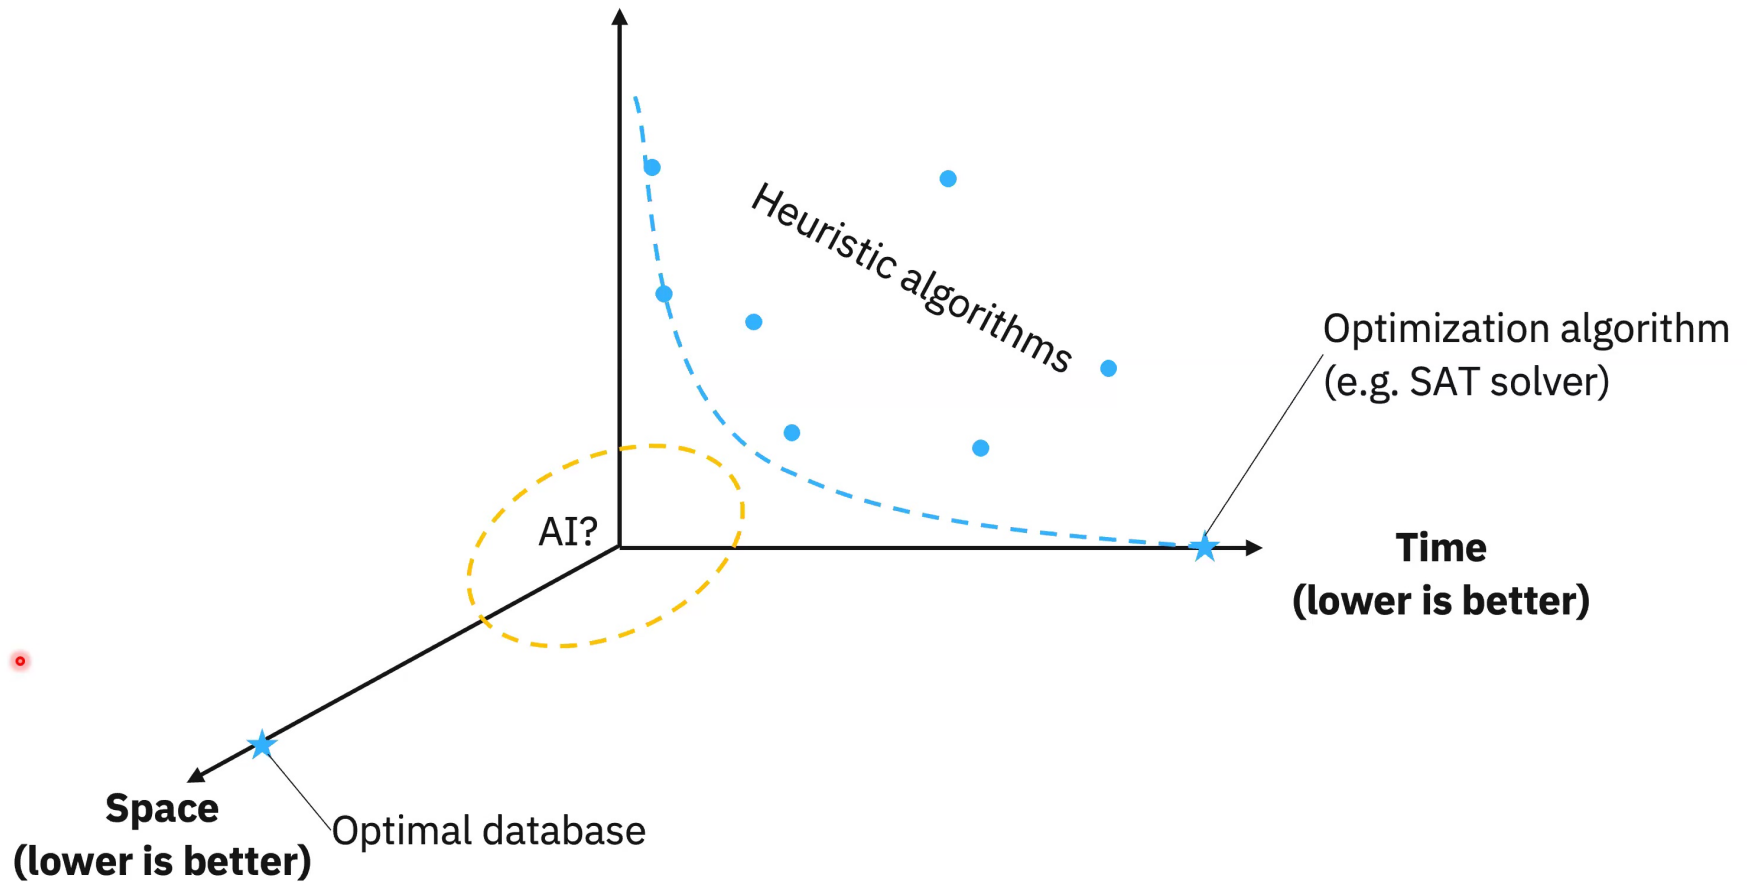 Heuristic algorithms
Optimization algorithm
(e.g. SAT solver)
AI?
Time
(lower is better)
Space
(lower is better)
Optimal database